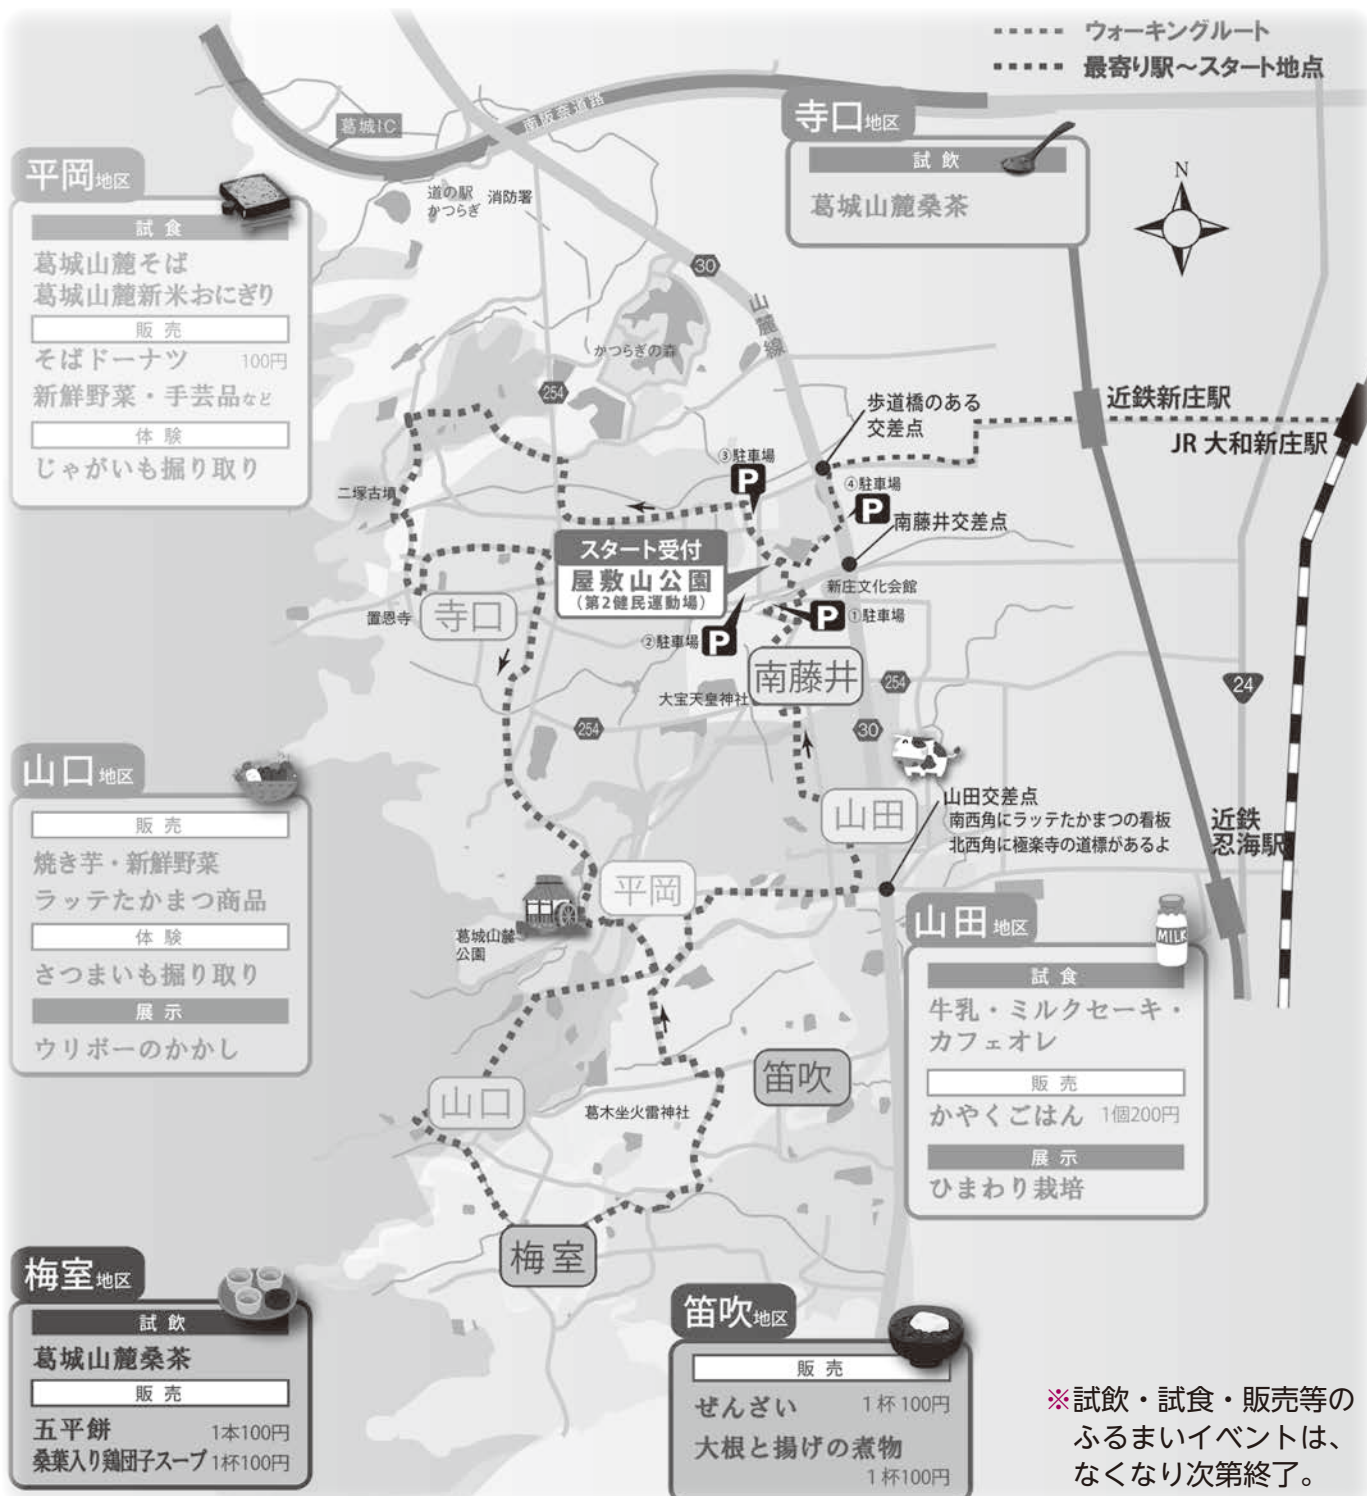 ウォーキングルート
最寄り駅～スタート地点
寺口地区
試飲
葛城山麓桑茶
N
葛城IC
南阪奈道路
道の駅
かつらぎ
消防署
平岡地区
試食
葛城山麓そば
葛城山麓新米おにぎり
販売
そばドーナツ 100円
新鮮野菜・手芸品など
体験
じゃがいも掘り取り
30
山麓線
かつらぎの森
254
歩道橋のある
交差点
近鉄新庄駅
JR 大和新庄駅
③駐車場
P
④駐車場
P
南藤井交差点
二塚古墳
スタート受付
屋敷山公園
(第2健民運動場)
新庄文化会館
置恩寺
寺口
P
①駐車場
②駐車場
P
南藤井
大宝天皇神社
254
254
30
24
山口地区
販売
焼き芋・新鮮野菜
ラッテたかまつ商品
体験
さつまいも掘り取り
展示
ウリボーのかかし
山田
山田交差点
南西角にラッテたかまつの看板
北西角に極楽寺の道標があるよ
近鉄
忍海駅
平岡
葛城山麓
公園
山田地区
MILK
試食
牛乳・ミルクセーキ・
カフェオレ
販売
かやくごはん 1個200円
展示
ひまわり栽培
笛吹
山口
葛木坐火雷神社
梅室
梅室地区
試飲
葛城山麓桑茶
販売
五平餅 1本100円
桑葉入り鶏団子スープ 1杯100円
笛吹地区
販売
ぜんざい 1杯100円
大根と揚げの煮物
1杯100円
※試飲・試食・販売等の
ふるまいイベントは、
なくなり次第終了。